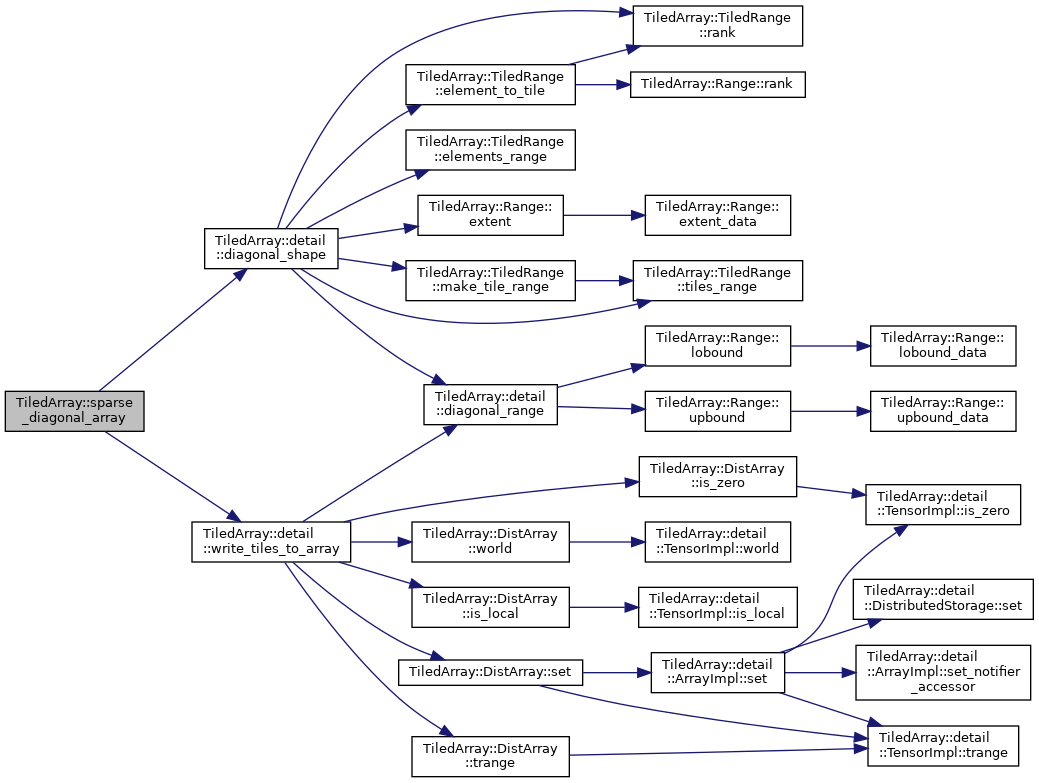 TiledArray::TiledRange
::rank
TiledArray::TiledRange
::element_to_tile
TiledArray::Range::rank
TiledArray::TiledRange
::elements_range
TiledArray::Range::
extent
TiledArray::Range::
extent_data
TiledArray::detail
::diagonal_shape
TiledArray::TiledRange
::make_tile_range
TiledArray::TiledRange
::tiles_range
TiledArray::Range::
lobound
TiledArray::Range::
lobound_data
TiledArray::sparse
_diagonal_array
TiledArray::detail
::diagonal_range
TiledArray::Range::
upbound
TiledArray::Range::
upbound_data
TiledArray::DistArray
::is_zero
TiledArray::detail
::TensorImpl::is_zero
TiledArray::detail
::write_tiles_to_array
TiledArray::DistArray
::world
TiledArray::detail
::TensorImpl::world
TiledArray::DistArray
::is_local
TiledArray::detail
::TensorImpl::is_local
TiledArray::detail
::DistributedStorage::set
TiledArray::DistArray::set
TiledArray::detail
::ArrayImpl::set
TiledArray::detail
::ArrayImpl::set_notifier
_accessor
TiledArray::DistArray
::trange
TiledArray::detail
::TensorImpl::trange